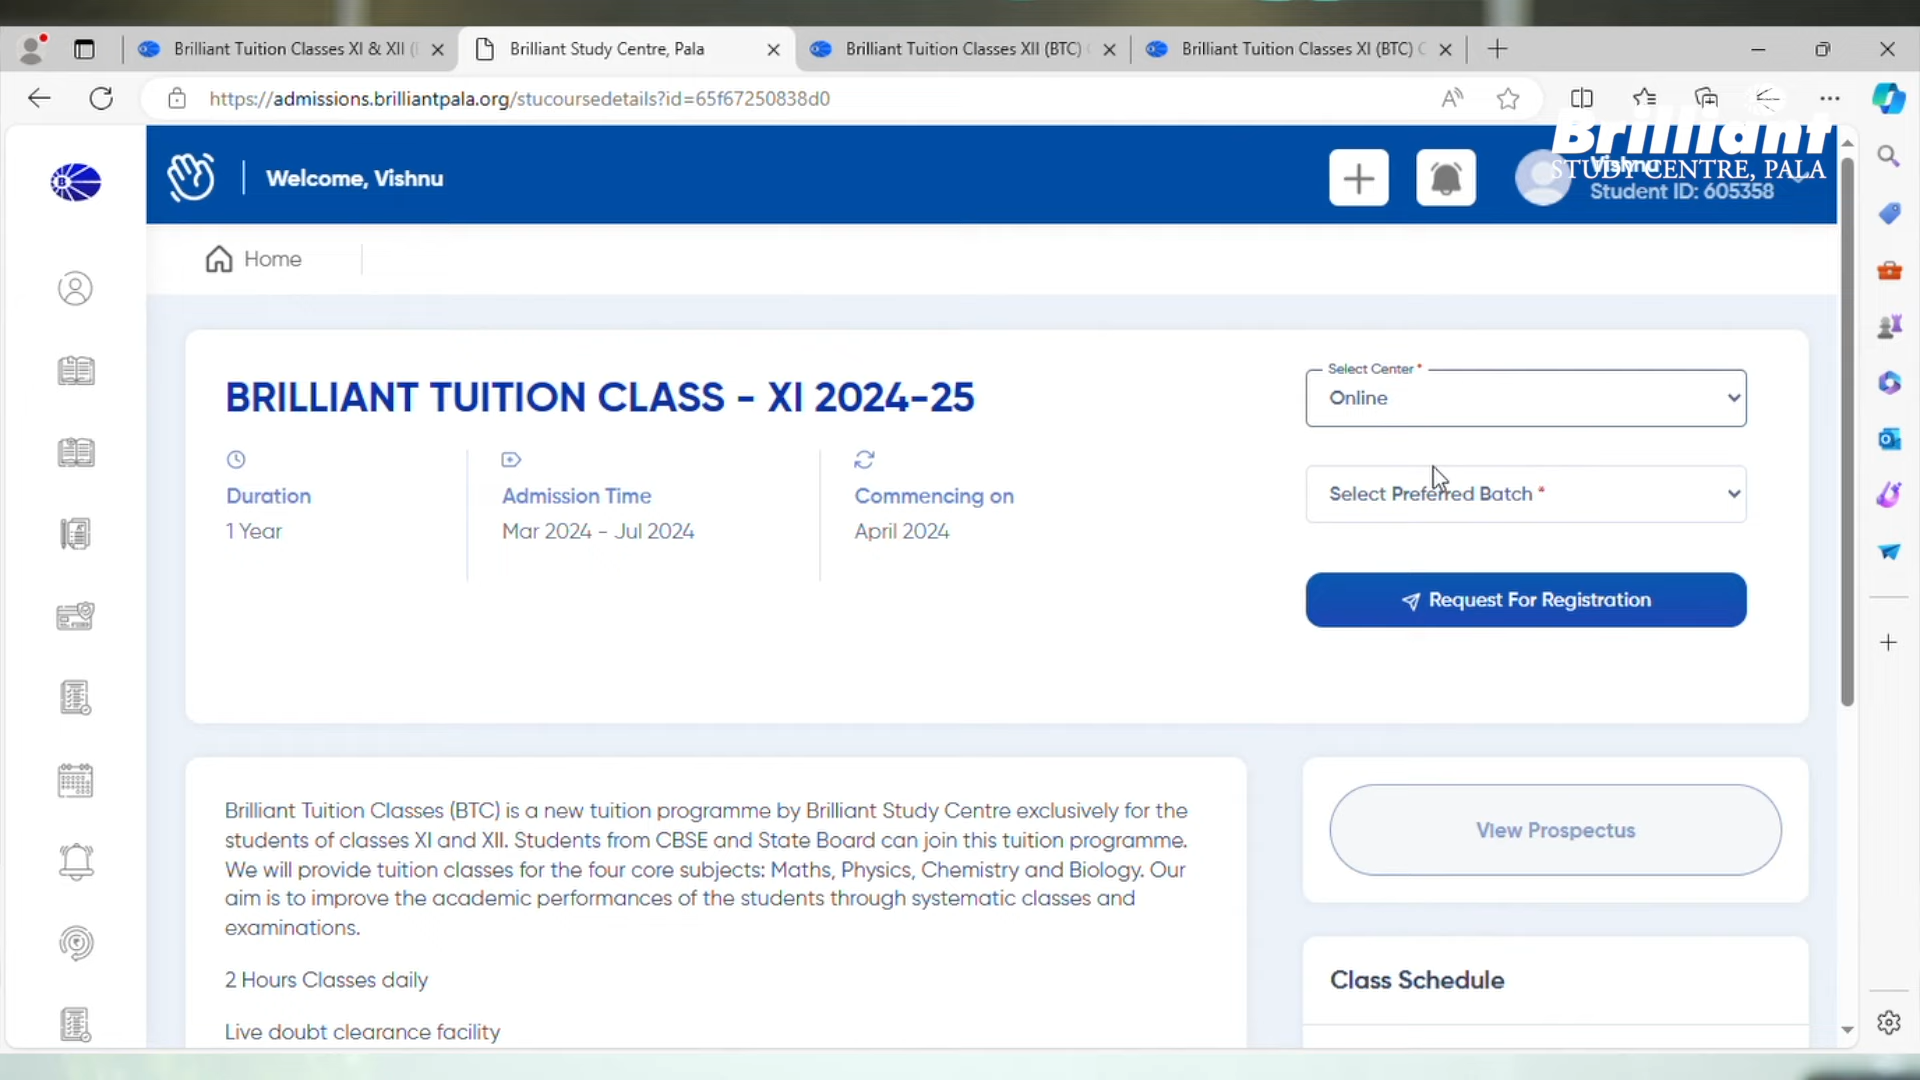 Brilliant Tuition Classes XI & XII (
Brilliant Study Centre, Pala
Brilliant Tuition Classes XII (BTC)
Brilliant Tuition Classes XI (BTC) C
https://admissions.brilliantpala.org/stucoursedetails?id=65f67250838d0
Brilliant
STUDY CENTRE, PALA
Welcome, Vishnu
Vishnu
Student ID: 605358
Home
BRILLIANT TUITION CLASS - XI 2024-25
Select Center *
Online
Duration
1 Year
Admission Time
Mar 2024 - Jul 2024
Commencing on
April 2024
Select Preferred Batch *
Request For Registration
Brilliant Tuition Classes (BTC) is a new tuition programme by Brilliant Study Centre exclusively for the
students of classes XI and XII. Students from CBSE and State Board can join this tuition programme.
We will provide tuition classes for the four core subjects: Maths, Physics, Chemistry and Biology. Our
aim is to improve the academic performances of the students through systematic classes and
examinations.
2 Hours Classes daily
Live doubt clearance facility
View Prospectus
Class Schedule